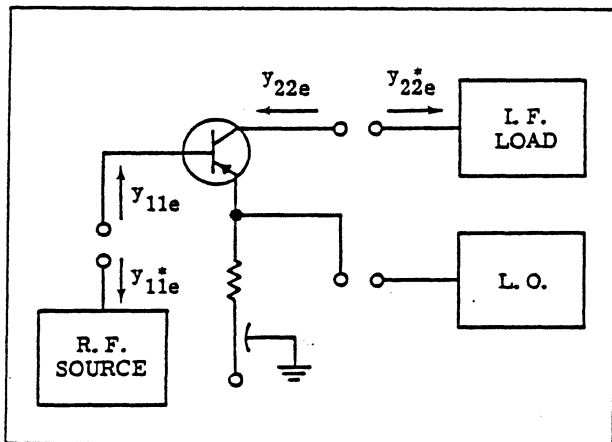 y22e
y*22e
I. F.
LOAD
y11e
y*11e
L. O.
R. F.
SOURCE